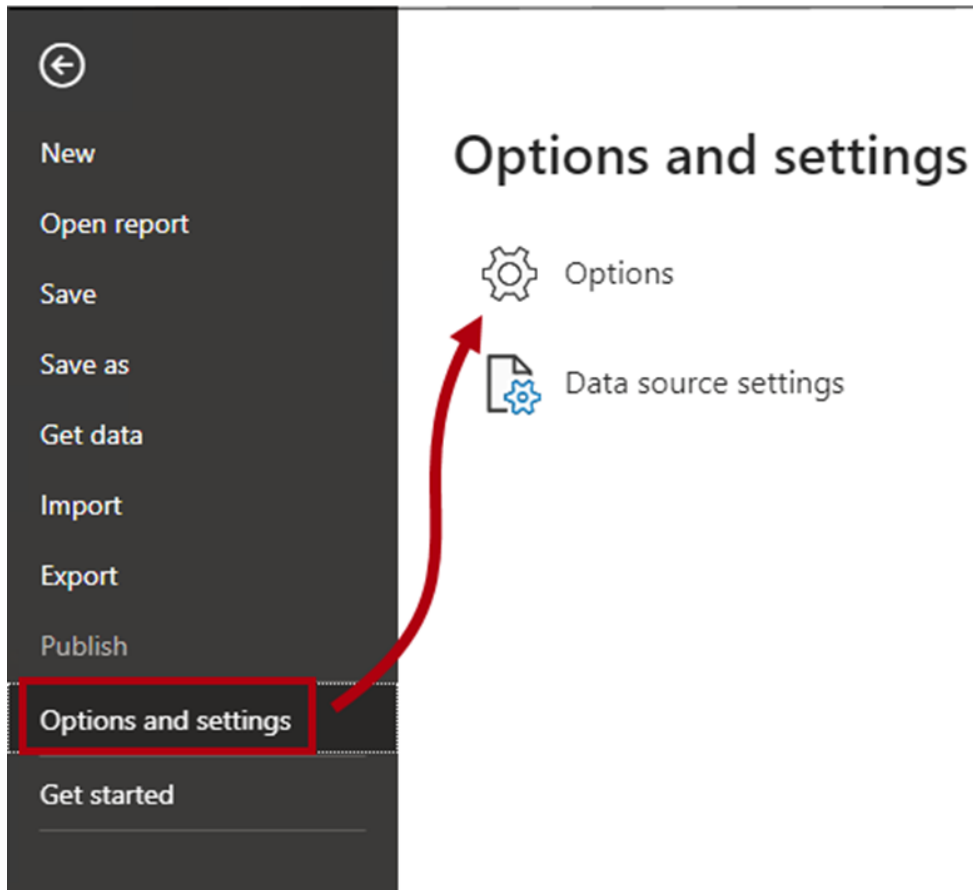 New
Open report
Save
Save as
Get data
Import
Export
Publish
Options and settings
Get started
Options and settings
Options
Data source settings